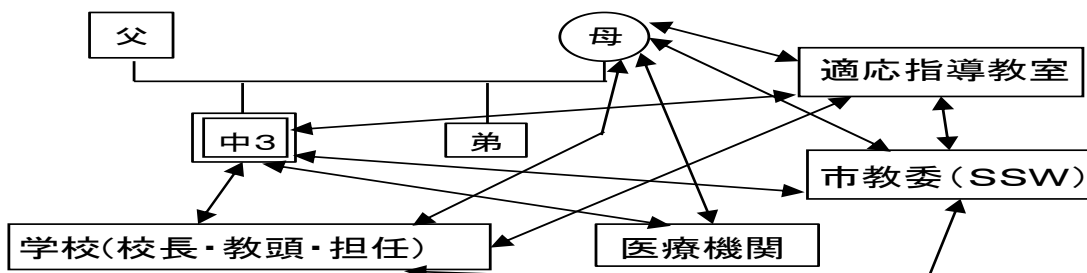 父
母
適応指導教室
中3
弟
市教委(SSW)
学校(校長・教頭・担任)
医療機関